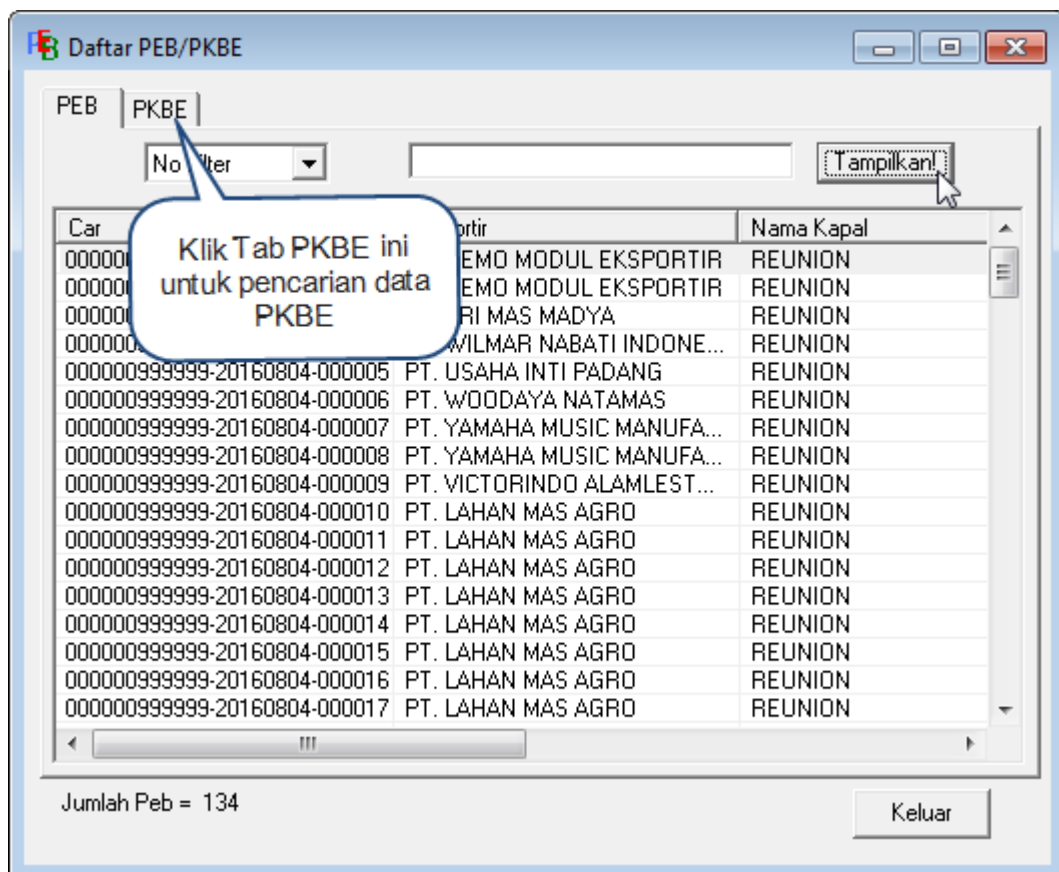 PEB Daftar PEB/PKBE
PEB PKBE
No Filter Tampilkan!
Klik Tab PKBE ini
untuk pencarian data
PKBE
Car Nama Kapal
EMO MODUL EKSPORTIR REUNION
EMO MODUL EKSPORTIR REUNION
RI MAS MADYA REUNION
WILMAR NABATI INDONE... REUNION
000000999999-20160804-000005 PT. USAHA INTI PADANG REUNION
000000999999-20160804-000006 PT. WOODAYA NATAMAS REUNION
000000999999-20160804-000007 PT. YAMAHA MUSIC MANUFA... REUNION
000000999999-20160804-000008 PT. YAMAHA MUSIC MANUFA... REUNION
000000999999-20160804-000009 PT. VICTORINDO ALAMLEST... REUNION
000000999999-20160804-000010 PT. LAHAN MAS AGRO REUNION
000000999999-20160804-000011 PT. LAHAN MAS AGRO REUNION
000000999999-20160804-000012 PT. LAHAN MAS AGRO REUNION
000000999999-20160804-000013 PT. LAHAN MAS AGRO REUNION
000000999999-20160804-000014 PT. LAHAN MAS AGRO REUNION
000000999999-20160804-000015 PT. LAHAN MAS AGRO REUNION
000000999999-20160804-000016 PT. LAHAN MAS AGRO REUNION
000000999999-20160804-000017 PT. LAHAN MAS AGRO REUNION
Jumlah Peb = 134
Keluar